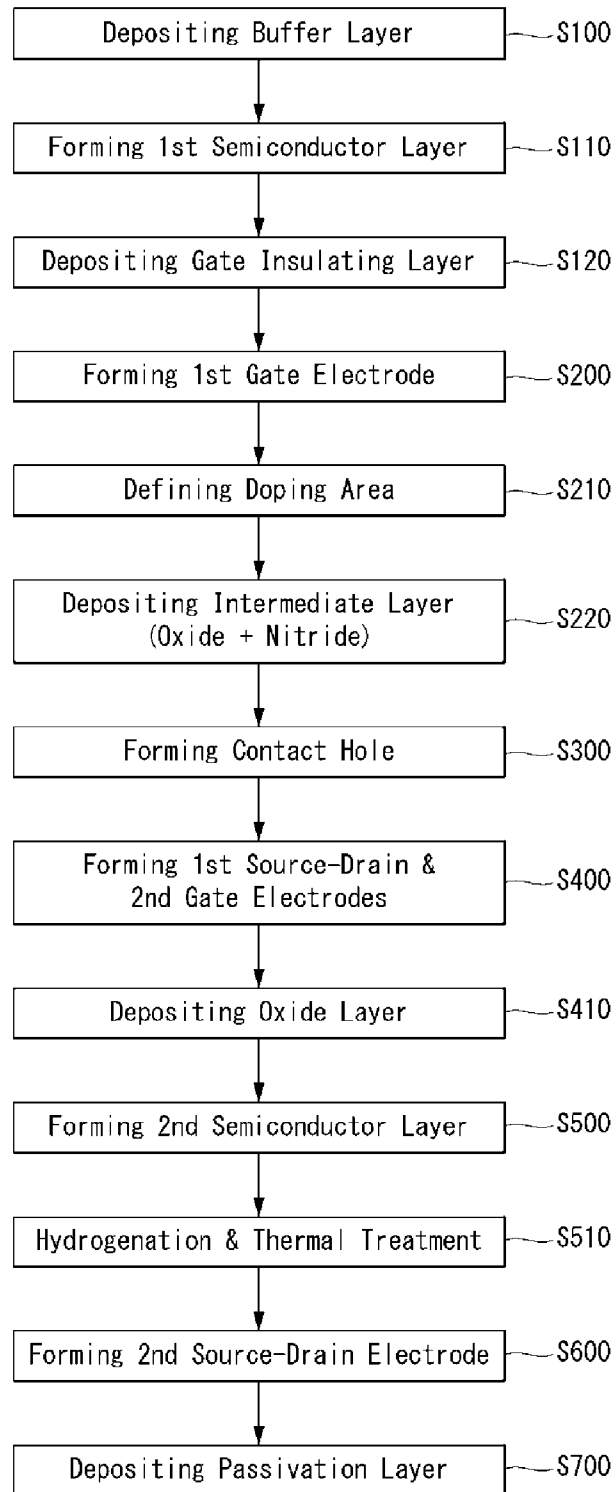 Depositing Buffer Layer S100
Forming 1st Semiconductor Layer S110
Depositing Gate Insulating Layer S120
Forming 1st Gate Electrode S200
Defining Doping Area S210
Depositing Intermediate Layer
(Oxide + Nitride) S220
Forming Contact Hole S300
Forming 1st Source-Drain &
2nd Gate Electrodes S400
Depositing Oxide Layer S410
Forming 2nd Semiconductor Layer S500
Hydrogenation & Thermal Treatment S510
Forming 2nd Source-Drain Electrode S600
Depositing Passivation Layer S700